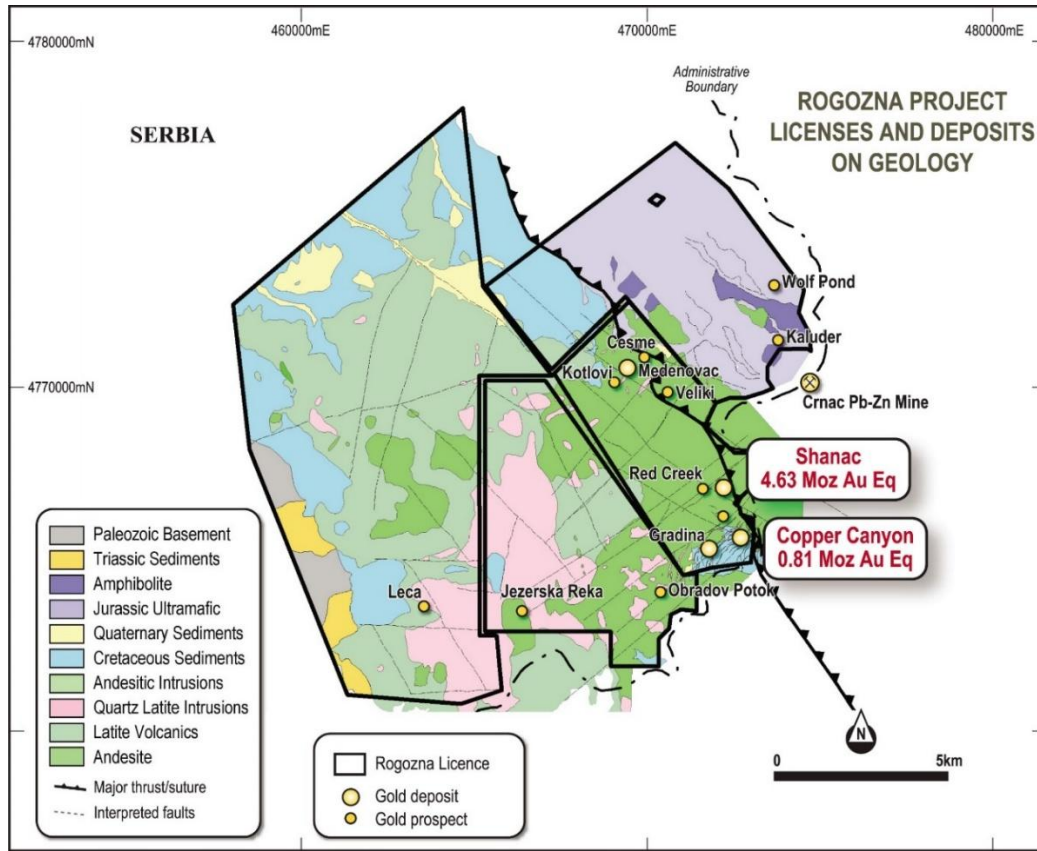 460000mE
470000mE
480000mE
4780000mN
Administrative
Boundary
ROGOZNA PROJECT
LICENSES AND DEPOSITS
ON GEOLOGY
SERBIA
Wolf Pond
Kaluder
Cesme
Kotlovi
Medenovac
Veliki
4770000mN
Crnac Pb-Zn Mine
Shanac
4.63 Moz Au Eq
Red Creek
Gradina
Copper Canyon
0.81 Moz Au Eq
Leca
Jezerska Reka
Obradov Potok
Paleozoic Basement
Triassic Sediments
Amphibolite
Jurassic Ultramafic
Quaternary Sediments
Cretaceous Sediments
Andesitic Intrusions
Quartz Latite Intrusions
Latite Volcanics
Andesite
Major thrust/suture
Interpreted faults
Rogozna Licence
Gold deposit
Gold prospect
N
0
5km